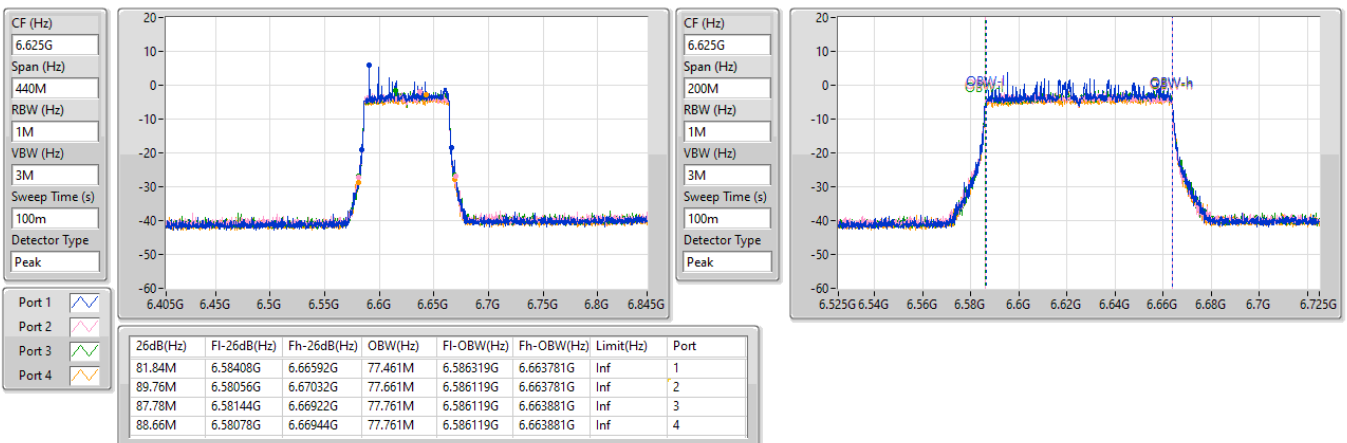 CF (Hz)
6.625G
Span (Hz)
440M
RBW (Hz)
1M
VBW (Hz)
3M
Sweep Time (s)
100m
Detector Type
Peak
20
10
0
-10
-20
-30
-40
-50
-60
6.405G 6.45G 6.5G 6.55G 6.6G 6.65G 6.7G 6.75G 6.8G 6.845G
CF (Hz)
6.625G
Span (Hz)
200M
RBW (Hz)
1M
VBW (Hz)
3M
Sweep Time (s)
100m
Detector Type
Peak
20
10
0
-10
-20
-30
-40
-50
-60
OBW-l OBW-h
6.525G 6.54G 6.56G 6.58G 6.6G 6.62G 6.64G 6.66G 6.68G 6.7G 6.725G
Port 1
Port 2
Port 3
Port 4
26dB(Hz) Fl-26dB(Hz) Fh-26dB(Hz) OBW(Hz) Fl-OBW(Hz) Fh-OBW(Hz) Limit(Hz) Port
81.84M 6.58408G 6.66592G 77.461M 6.586319G 6.663781G Inf 1
89.76M 6.58056G 6.67032G 77.661M 6.586119G 6.663781G Inf 2
87.78M 6.58144G 6.66922G 77.761M 6.586119G 6.663881G Inf 3
88.66M 6.58078G 6.66944G 77.761M 6.586119G 6.663881G Inf 4